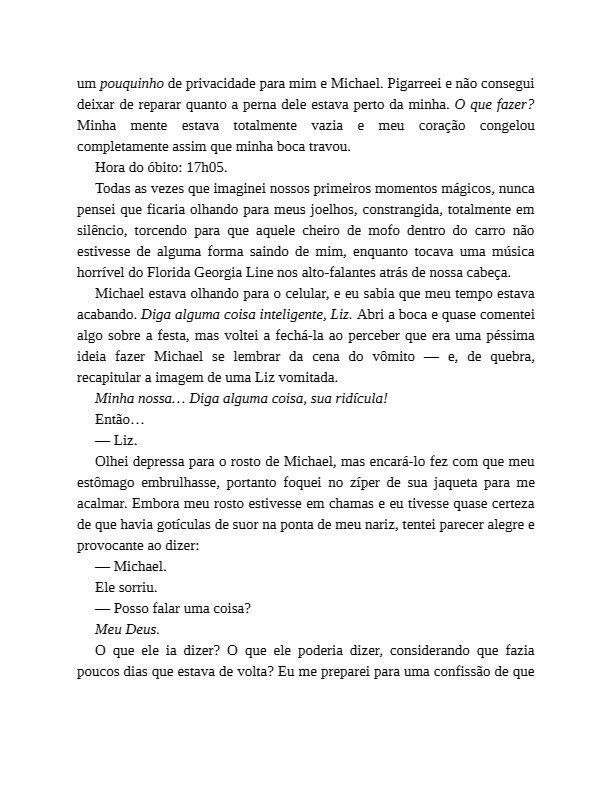 um pouquinho de privacidade para mim e Michael. Pigarreei e não consegui
deixar de reparar quanto a perna dele estava perto da minha. O que fazer?
Minha mente estava totalmente vazia e meu coração congelou
completamente assim que minha boca travou.
Hora do óbito: 17h05.
Todas as vezes que imaginei nossos primeiros momentos mágicos, nunca
pensei que ficaria olhando para meus joelhos, constrangida, totalmente em
silêncio, torcendo para que aquele cheiro de mofo dentro do carro não
estivesse de alguma forma saindo de mim, enquanto tocava uma música
horrível do Florida Georgia Line nos alto-falantes atrás de nossa cabeça.
Michael estava olhando para o celular, e eu sabia que meu tempo estava
acabando. Diga alguma coisa inteligente, Liz. Abri a boca e quase comentei
algo sobre a festa, mas voltei a fechá-la ao perceber que era uma péssima
ideia fazer Michael se lembrar da cena do vômito — e, de quebra,
recapitular a imagem de uma Liz vomitada.
Minha nossa… Diga alguma coisa, sua ridícula!
Então…
— Liz.
Olhei depressa para o rosto de Michael, mas encará-lo fez com que meu
estômago embrulhasse, portanto foquei no zíper de sua jaqueta para me
acalmar. Embora meu rosto estivesse em chamas e eu tivesse quase certeza
de que havia gotículas de suor na ponta de meu nariz, tentei parecer alegre e
provocante ao dizer:
— Michael.
Ele sorriu.
— Posso falar uma coisa?
Meu Deus.
O que ele ia dizer? O que ele poderia dizer, considerando que fazia
poucos dias que estava de volta? Eu me preparei para uma confissão de que